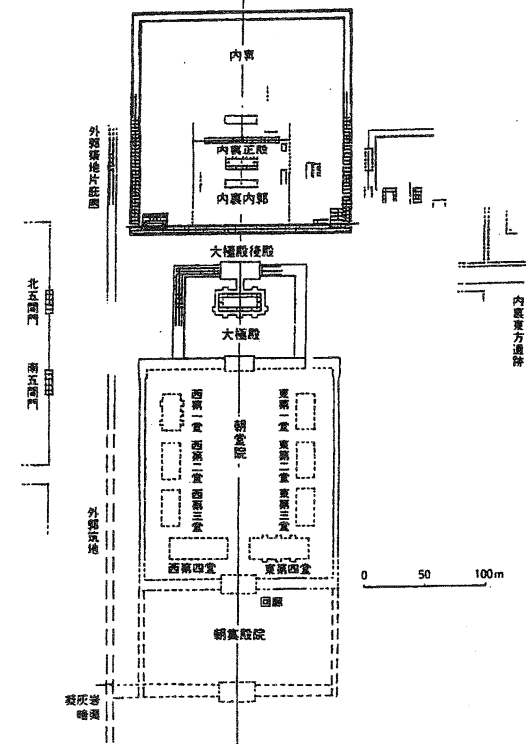 内裏
内裏正殿
内裏内郭
外郭築地片庇廊
大極殿後殿
大極殿
北五間門
南五間門
内裏東方遺跡
朝堂院
西第一堂
西第二堂
西第三堂
西第四堂
東第一堂
東第二堂
東第三堂
東第四堂
外郭築地
0 50 100m
回廊
朝集殿院
凝灰岩
暗渠